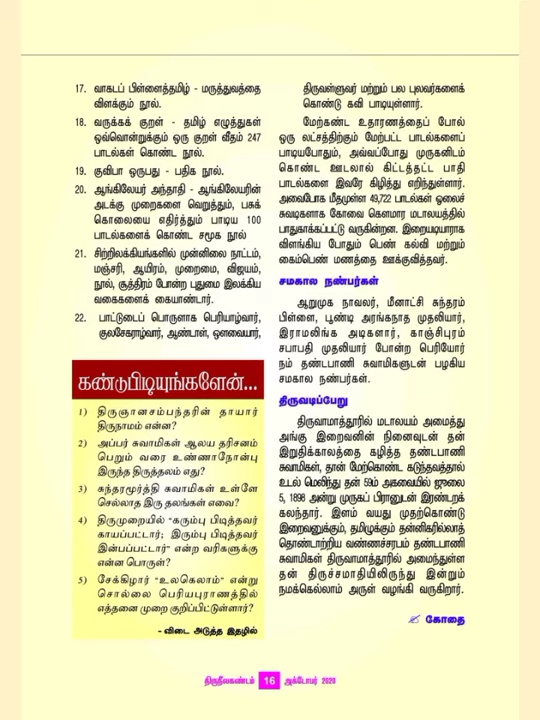 17. வாகடப் பிள்ளைத்தமிழ் - மருத்துவத்தை
விளக்கும் நூல்.
18. வருக்கக் குறள் - தமிழ் எழுத்துகள்
ஒவ்வொன்றுக்கும் ஒரு குறள் வீதம் 247
பாடல்கள் கொண்ட நூல்.
19. குவிபா ஒருபது - பதிக நூல்.
20. ஆங்கிலேயர் அந்தாதி - ஆங்கிலேயரின்
அடக்கு முறைகளை வெறுத்தும், பசுக்
கொலையை எதிர்த்தும் பாடிய 100
பாடல்களைக் கொண்ட சமூக நூல்
21. சிற்றிலக்கியங்களில் முன்னிலை நாட்டம்,
மஞ்சரி, ஆயிரம், முறைமை, விஜயம்,
நூல், சூத்திரம் போன்ற புதுமை இலக்கிய
வகைகளைக் கையாண்டார்.
22. பாட்டுடைப் பொருளாக பெரியாழ்வார்,
குலசேகராழ்வார், ஆண்டாள், ஒளவையார்,
கண்டுபிடியுங்களேன்...
1) திருஞானசம்பந்தரின் தாயார்
திருநாமம் என்ன?
2) அப்பர் சுவாமிகள் ஆலய தரிசனம்
பெறும் வரை உண்ணாநோன்பு
இருந்த திருத்தலம் எது?
3) சுந்தரமூர்த்தி சுவாமிகள் உள்ளே
செல்லாத இரு தலங்கள் எவை?
4) திருமுறையில் "கரும்பு பிடித்தவர்
காயப்பட்டார்; இரும்பு பிடித்தவர்
இன்பப்பட்டார்" என்ற வரிகளுக்கு
என்ன பொருள்?
5) சேக்கிழார் "உலகெலாம்" என்று
சொல்லை பெரியபுராணத்தில்
எத்தனை முறை குறிப்பிட்டுள்ளார்?
- விடை அடுத்த இதழில்
திருவள்ளுவர் மற்றும் பல புலவர்களைக்
கொண்டு கவி பாடியுள்ளார்.
மேற்கண்ட உதாரணத்தைப் போல்
ஒரு லட்சத்திற்கும் மேற்பட்ட பாடல்களைப்
பாடியபோதும், அவ்வப்போது முருகனிடம்
கொண்ட ஊடலால் கிட்டத்தட்ட பாதி
பாடல்களை இவரே கிழித்து எறிந்துள்ளார்.
அவைபோக மீதமுள்ள 49,722 பாடல்கள் ஓலைச்
சுவடிகளாக கோவை கௌமார மடாலயத்தில்
பாதுகாக்கப்பட்டு வருகின்றன. இறையடியாராக
விளங்கிய போதும் பெண் கல்வி மற்றும்
கைம்பெண் மணத்தை ஊக்குவித்தவர்.
சமகால நண்பர்கள்
ஆறுமுக நாவலர், மீனாட்சி சுந்தரம்
பிள்ளை, பூண்டி அரங்கநாத முதலியார்,
இராமலிங்க அடிகளார், காஞ்சிபுரம்
சபாபதி முதலியார் போன்ற பெரியோர்
நம் தண்டபாணி சுவாமிகளுடன் பழகிய
சமகால நண்பர்கள்.
திருவடிப்பேறு
திருவாமாத்தூரில் மடாலயம் அமைத்து
அங்கு இறைவனின் நினைவுடன் தன்
இறுதிக்காலத்தை கழித்த தண்டபாணி
சுவாமிகள், தான் மேற்கொண்ட கடுந்தவத்தால்
உடல் மெலிந்து தன் 59ம் அகவையில் ஜுலை
5, 1898 அன்று முருகப் பிரானுடன் இரண்டறக்
கலந்தார். இளம் வயது முதற்கொண்டு
இறைவனுக்கும், தமிழுக்கும் தன்னிகரில்லாத்
தொண்டாற்றிய வண்ணச்சரபம் தண்டபாணி
சுவாமிகள் திருவாமாத்தூரில் அமைந்துள்ள
தன் திருச்சமாதியிலிருந்து இன்றும்
நமக்கெல்லாம் அருள் வழங்கி வருகிறார்.
கோதை
திருநீலகண்டம் 16 அக்டோபர் 2020